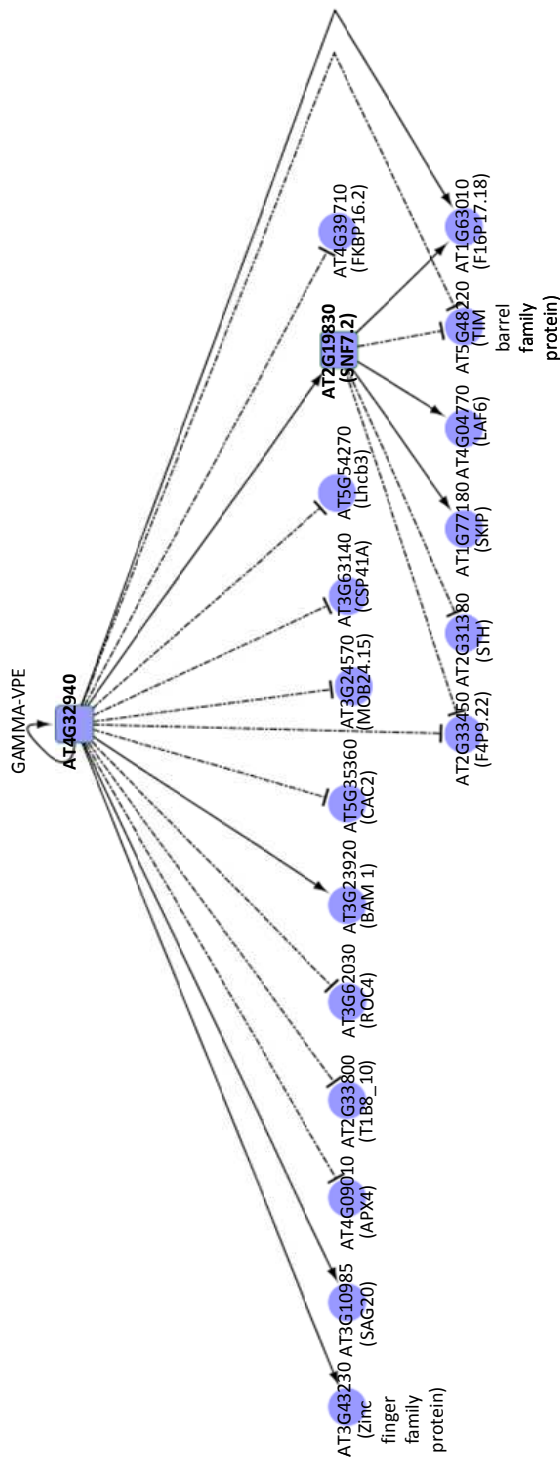 GAMMA-VPE
AT4G32940
AT4G39710
(FKBP16.2)
AT2G19830
(SNF7.2)
AT5G54270
(Lhcb3)
AT3G63140
(CSP41A)
AT3G24570
(MOB24.15)
AT5G35360
(CAC2)
AT3G23920
(BAM 1)
AT3G62030
(ROC4)
AT2G33800
(T1B8_10)
AT4G09010
(APX4)
AT3G10985
(SAG20)
AT3G43230
(Zinc
finger
family
protein)
AT1G63010
(F16P17.18)
AT5G48220
(TIM
barrel
family
protein)
AT4G04770
(LAF6)
AT1G77180
(SKIP)
AT2G31380
(STH)
AT2G33450
(F4P9.22)